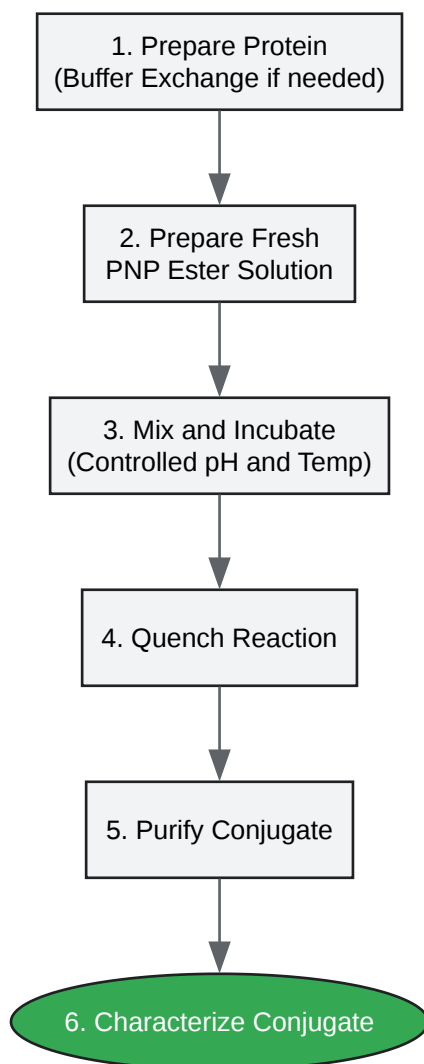 1. Prepare Protein
(Buffer Exchange if needed)
2. Prepare Fresh
PNP Ester Solution
3. Mix and Incubate
(Controlled pH and Temp)
4. Quench Reaction
5. Purify Conjugate
6. Characterize Conjugate